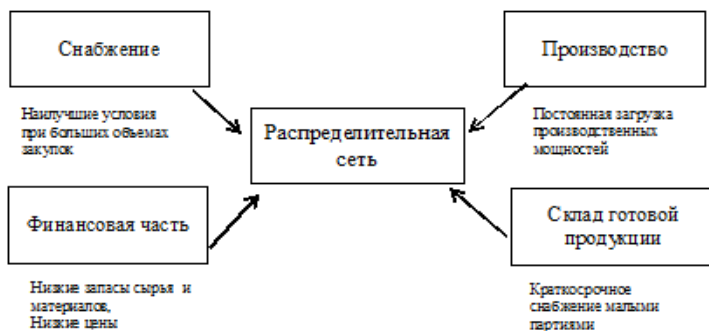 Снабжение
Производство
Наилучшие условия
при больших объемах
закупок
Распределительная
сеть
Постоянная загрузка
производственных
мощностей
Финансовая часть
Склад готовой
продукции
Низкие запасы сырья и
материалов,
Низкие цены
Краткосрочное
снабжение малыми
партиями